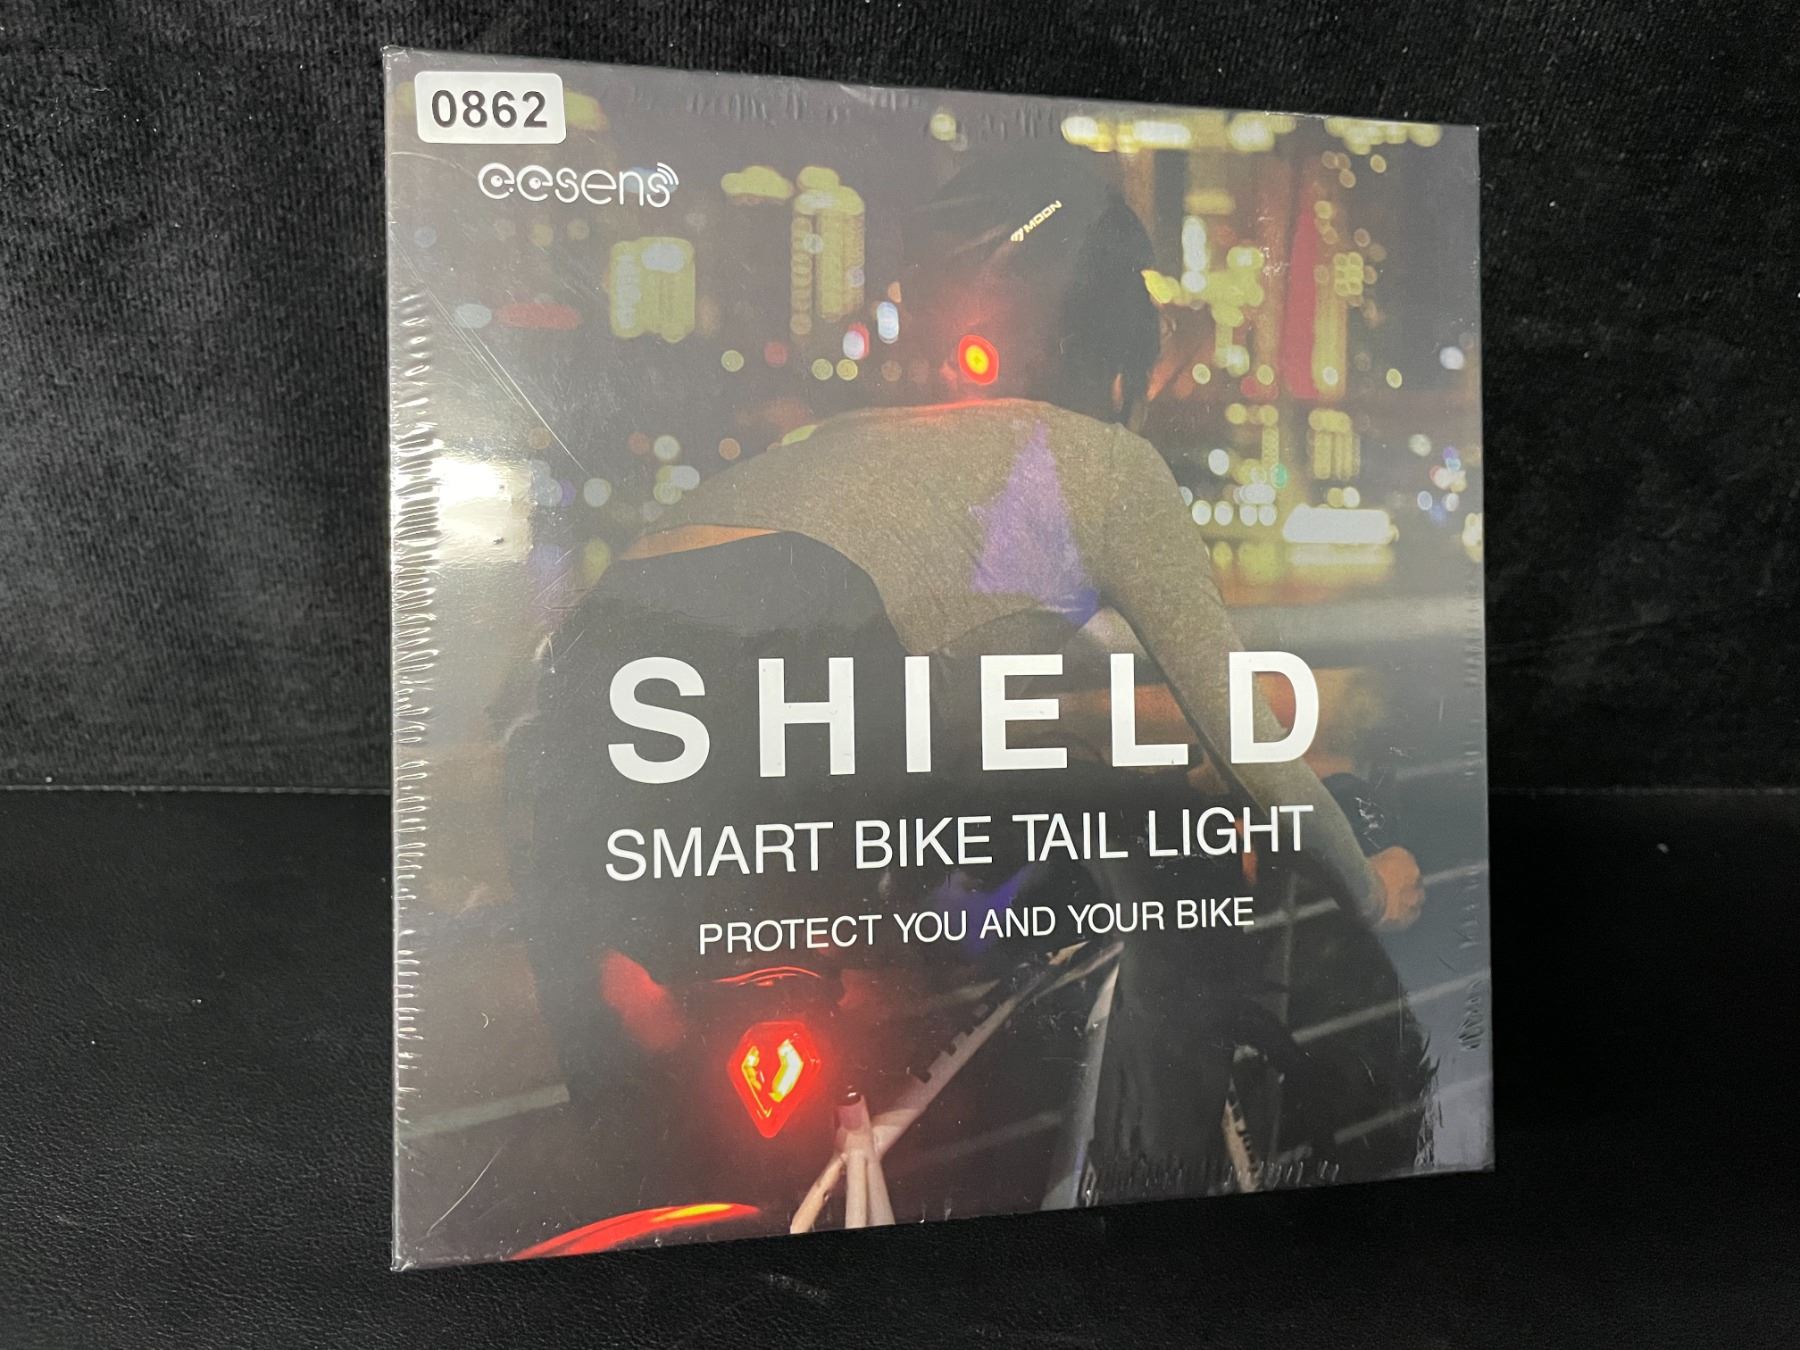 0862
eesens
MOON
SHIELD
SMART BIKE TAIL LIGHT
PROTECT YOU AND YOUR BIKE